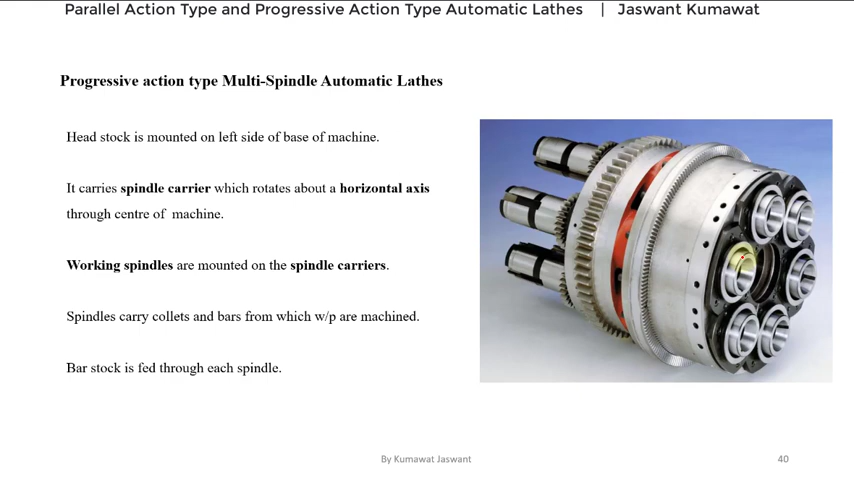 Parallel Action Type and Progressive Action Type Automatic Lathes | Jaswant Kumawat
Progressive action type Multi-Spindle Automatic Lathes
Head stock is mounted on left side of base of machine.
It carries spindle carrier which rotates about a horizontal axis
through centre of machine.
Working spindles are mounted on the spindle carriers.
Spindles carry collets and bars from which w/p are machined.
Bar stock is fed through each spindle.
By Kumawat Jaswant
40